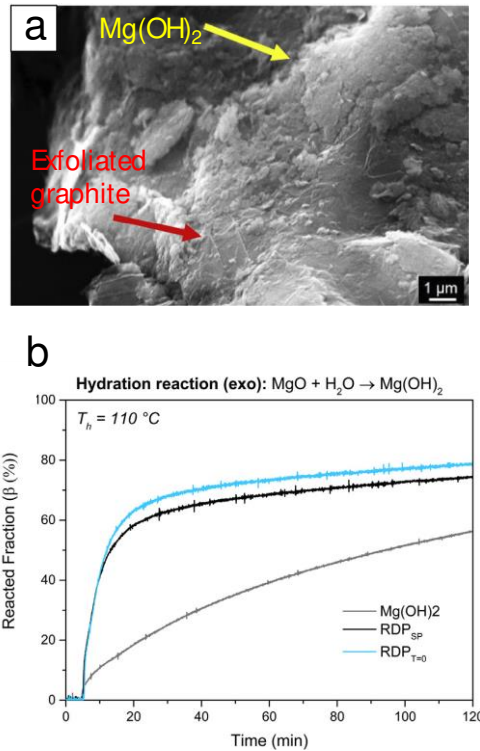 a
Mg(OH)₂
Exfoliated
graphite
1 µm
b
Hydration reaction (exo): MgO + H₂O → Mg(OH)₂
Tₕ = 110 °C
Reacted Fraction (β (%))
100
80
60
40
20
0
Mg(OH)2
RDP_SP
RDP_T=0
0 20 40 60 80 100 120
Time (min)